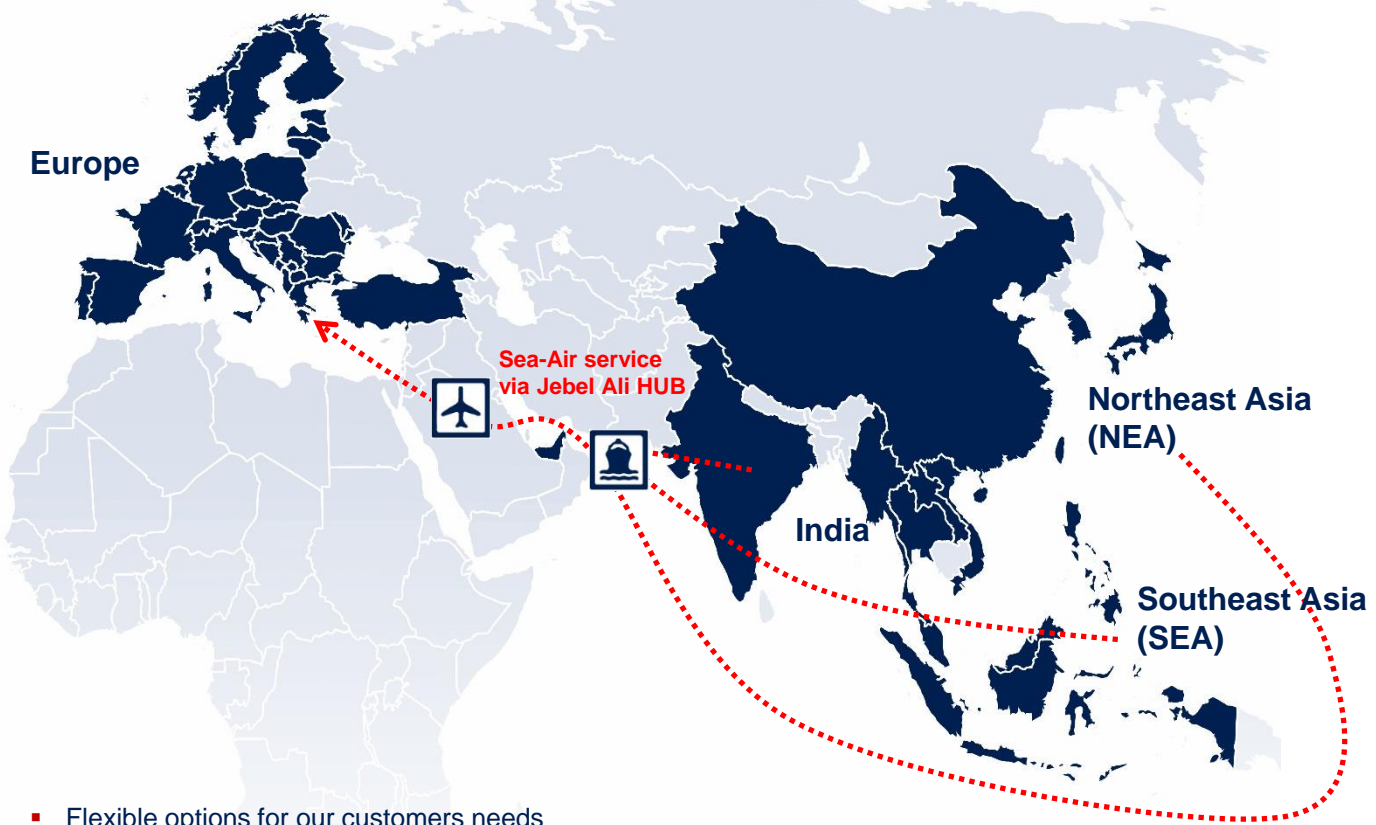 Europe
Sea-Air service
via Jebel Ali HUB
Northeast Asia
(NEA)
India
Southeast Asia
(SEA)
▪ Flexible options for our customers needs